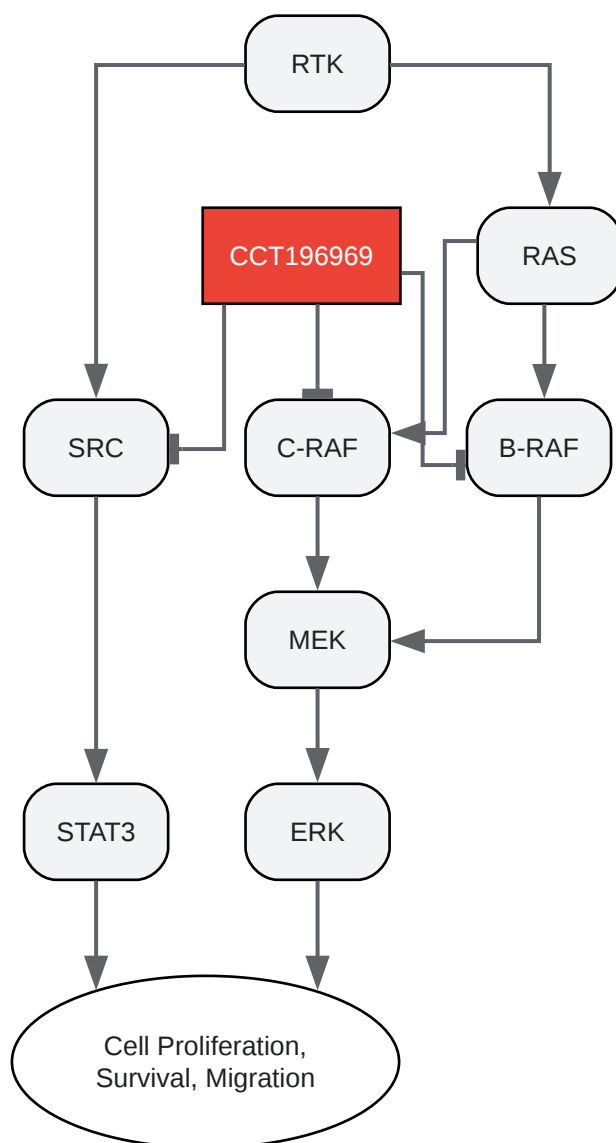 RTK
CCT196969
RAS
SRC
C-RAF
B-RAF
MEK
STAT3
ERK
Cell Proliferation,
Survival, Migration